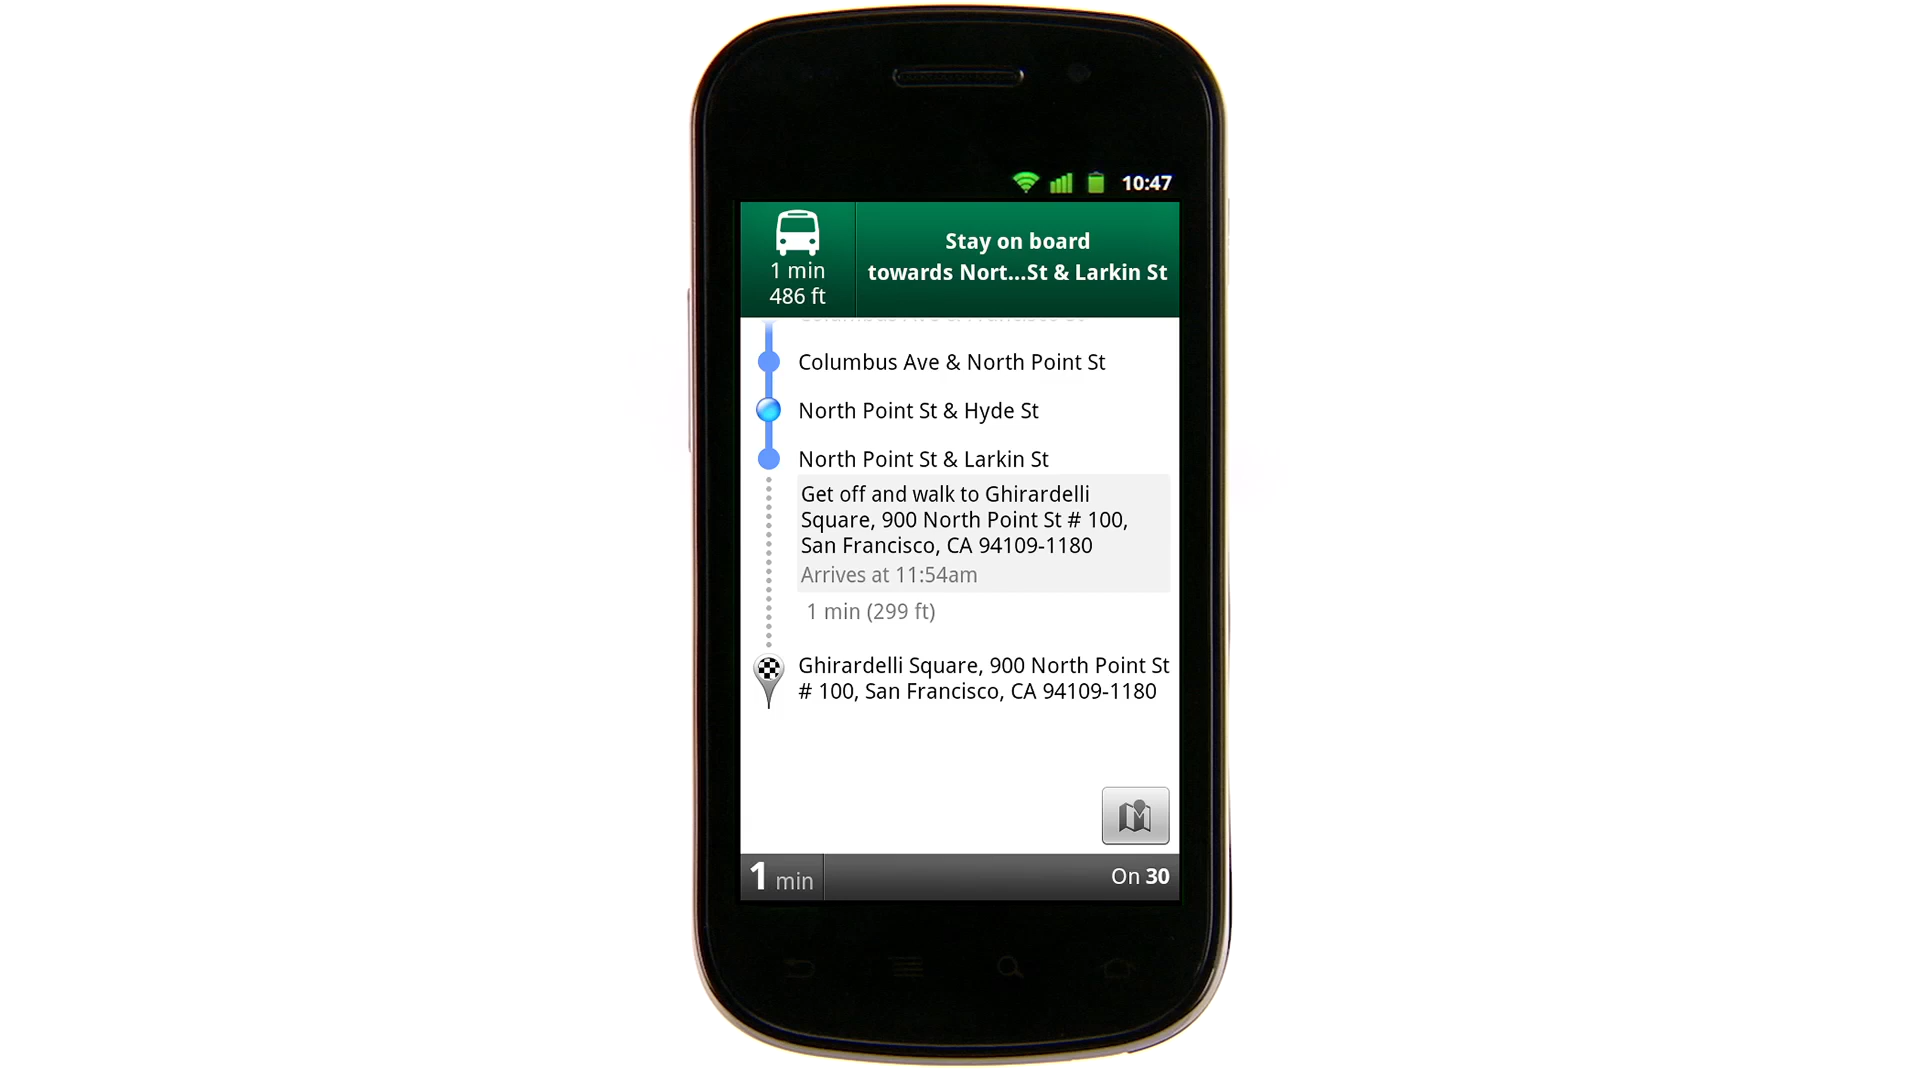 10:47
1 min
486 ft
Stay on board
towards Nort...St & Larkin St
Columbus Ave & North Point St
North Point St & Hyde St
North Point St & Larkin St
Get off and walk to Ghirardelli
Square, 900 North Point St # 100,
San Francisco, CA 94109-1180
Arrives at 11:54am
1 min (299 ft)
Ghirardelli Square, 900 North Point St
# 100, San Francisco, CA 94109-1180
1 min
On 30